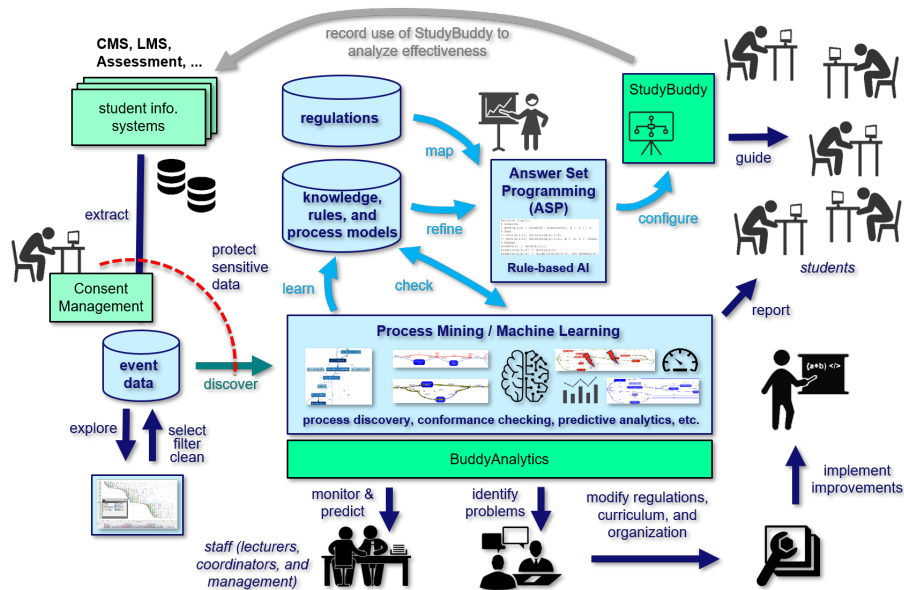 record use of StudyBuddy to
analyze effectiveness
CMS, LMS,
Assessment, ...
student info.
systems
regulations
map
StudyBuddy
guide
knowledge,
rules, and
process models
refine
Answer Set
Programming
(ASP)
Rule-based AI
configure
extract
protect
sensitive
data
Consent
Management
learn
check
students
report
event
data
discover
Process Mining / Machine Learning
process discovery, conformance checking, predictive analytics, etc.
(a+b) </>
explore
select
filter
clean
BuddyAnalytics
monitor &
predict
identify
problems
modify regulations,
curriculum, and
organization
implement
improvements
staff (lecturers,
coordinators, and
management)